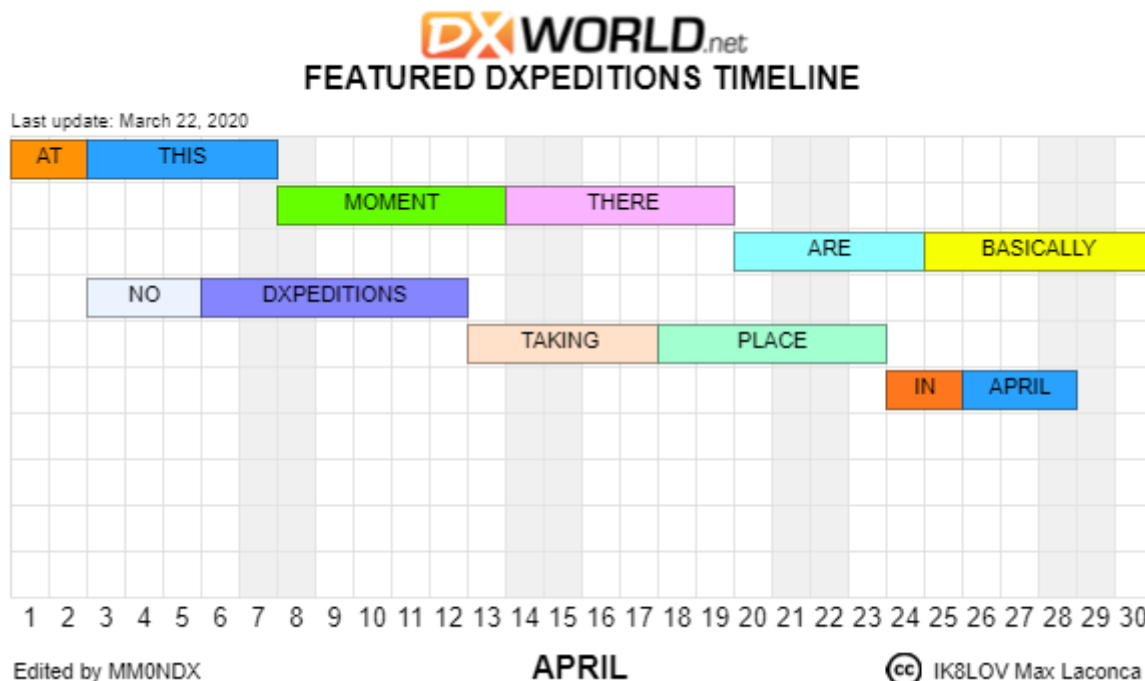 DX WORLD.net
FEATURED DXPEDITIONS TIMELINE
Last update: March 22, 2020
AT THIS
MOMENT THERE
ARE BASICALLY
NO DXPEDITIONS
TAKING PLACE
IN APRIL
1 2 3 4 5 6 7 8 9 10 11 12 13 14 15 16 17 18 19 20 21 22 23 24 25 26 27 28 29 30
Edited by MM0NDX APRIL cc IK8LOV Max Laconca